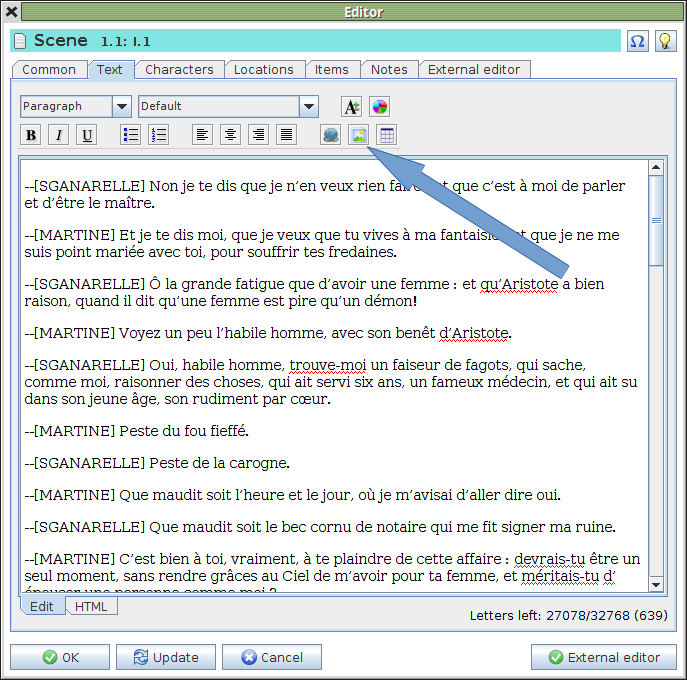 Editor
Scene 1.1: I.1
Ω
Common Text Characters Locations Items Notes External editor
Paragraph Default A
B I U
--[SGANARELLE] Non je te dis que je n’en veux rien et que c’est à moi de parler
et d’être le maître.
--[MARTINE] Et je te dis moi, que je veux que tu vives à ma que je ne me
suis point mariée avec toi, pour souffrir tes fredaines.
--[SGANARELLE] Ô la grande fatigue que d’avoir une femme : et qu’Aristote a bien
raison, quand il dit qu’une femme est pire qu’un démon!
--[MARTINE] Voyez un peu l’habile homme, avec son benêt d’Aristote.
--[SGANARELLE] Oui, habile homme, trouve-moi un faiseur de fagots, qui sache,
comme moi, raisonner des choses, qui ait servi six ans, un fameux médecin, et qui ait su
dans son jeune âge, son rudiment par cœur.
--[MARTINE] Peste du fou fieffé.
--[SGANARELLE] Peste de la carogne.
--[MARTINE] Que maudit soit l’heure et le jour, où je m’avisai d’aller dire oui.
--[SGANARELLE] Que maudit soit le bec cornu de notaire qui me fit signer ma ruine.
--[MARTINE] C’est bien à toi, vraiment, à te plaindre de cette affaire : devrais-tu être un
seul moment, sans rendre grâces au Ciel de m’avoir pour ta femme, et méritais-tu d’
épouser une personne comme moi ?
Edit HTML
Letters left: 27078/32768 (639)
OK Update Cancel External editor